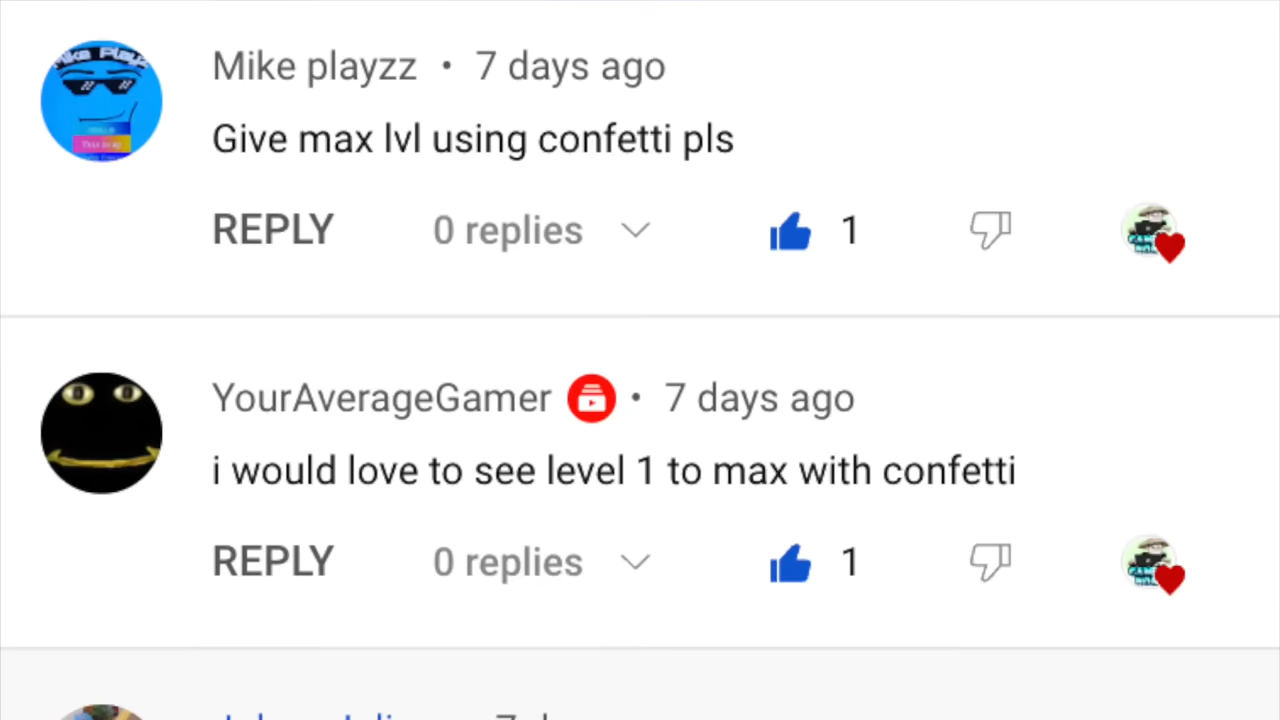 Mike playzz • 7 days ago
Give max lvl using confetti pls
REPLY 0 replies 1
YourAverageGamer • 7 days ago
i would love to see level 1 to max with confetti
REPLY 0 replies 1